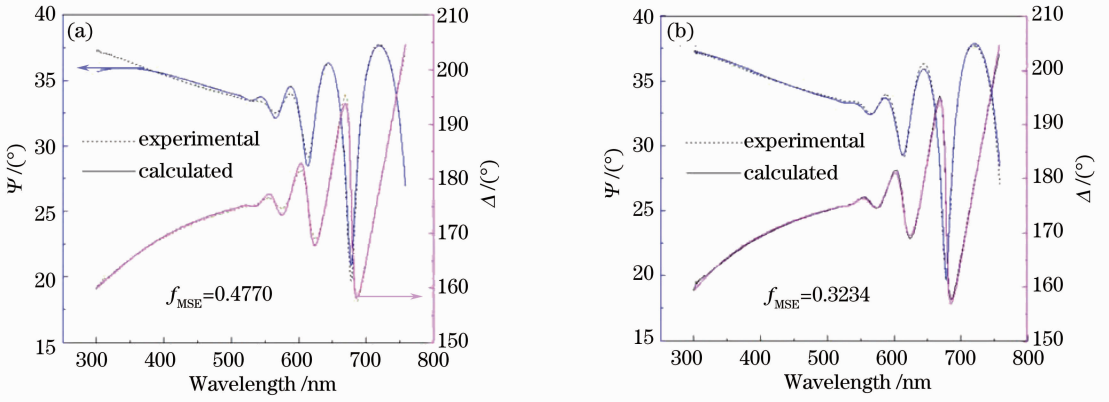 (a)
40
35
30
25
20
15
Ψ /(°)
210
200
190
180
170
160
150
Δ /(°)
experimental
calculated
fMSE=0.4770
300 400 500 600 700 800
Wavelength /nm
(b)
40
35
30
25
20
15
Ψ /(°)
210
200
190
180
170
160
150
Δ /(°)
experimental
calculated
fMSE=0.3234
300 400 500 600 700 800
Wavelength /nm